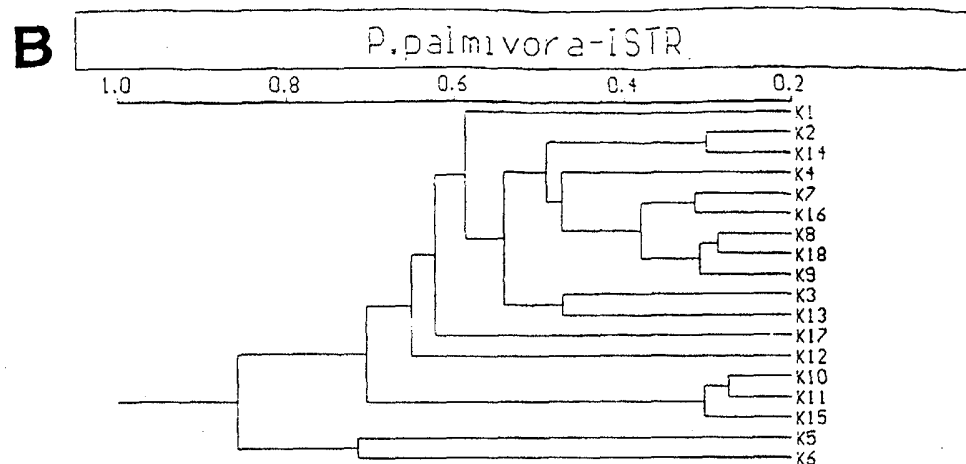 B
P.palmivora-ISTR
1.0 0.8 0.6 0.4 0.2
K1
K2
K14
K4
K7
K16
K8
K18
K9
K3
K13
K17
K12
K10
K11
K15
K5
K6